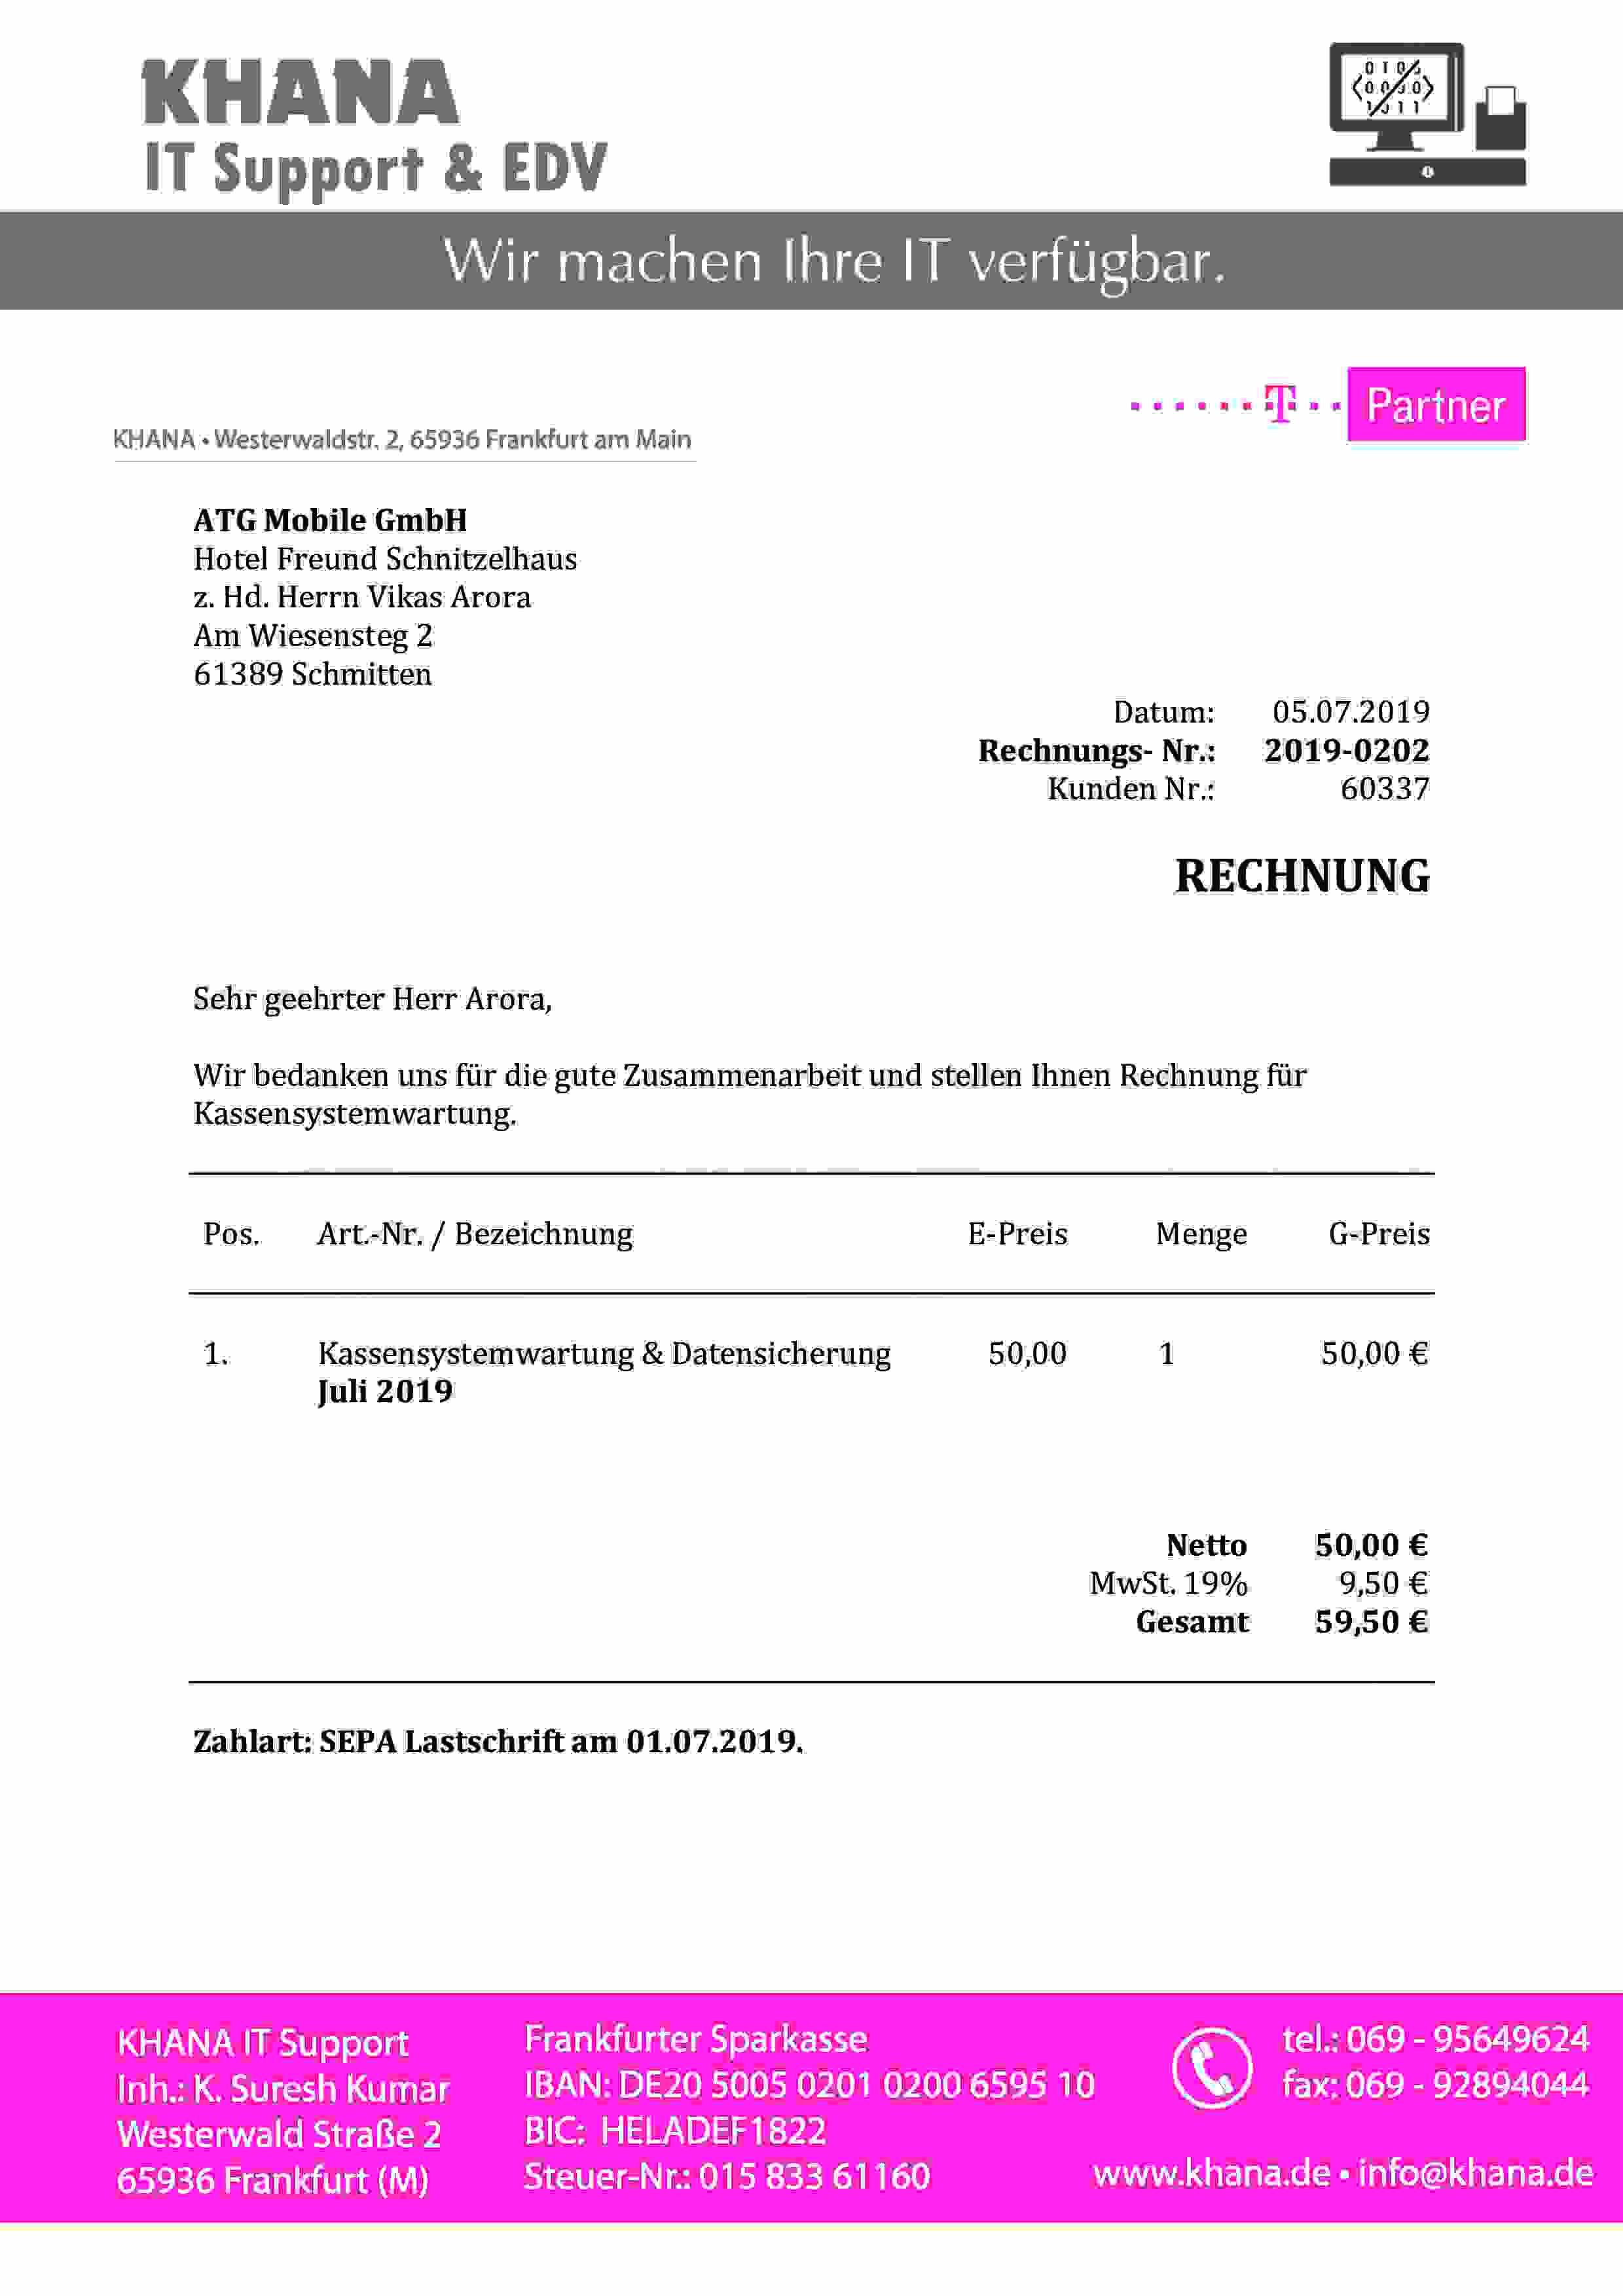 KHANA
IT Support & EDV
Wir machen Ihre IT verfügbar.
T Partner
KHANA • Westerwaldstr. 2, 65936 Frankfurt am Main
ATG Mobile GmbH
Hotel Freund Schnitzelhaus
z. Hd. Herrn Vikas Arora
Am Wiesensteg 2
61389 Schmitten
Datum: 05.07.2019
Rechnungs- Nr.: 2019-0202
Kunden Nr.: 60337
RECHNUNG
Sehr geehrter Herr Arora,
Wir bedanken uns für die gute Zusammenarbeit und stellen Ihnen Rechnung für
Kassensystemwartung.
Pos. Art.-Nr. / Bezeichnung E-Preis Menge G-Preis
1. Kassensystemwartung & Datensicherung 50,00 1 50,00 €
Juli 2019
Netto 50,00 €
MwSt. 19% 9,50 €
Gesamt 59,50 €
Zahlart: SEPA Lastschrift am 01.07.2019.
KHANA IT Support
Inh.: K. Suresh Kumar
Westerwald Straße 2
65936 Frankfurt (M)
Frankfurter Sparkasse
IBAN: DE20 5005 0201 0200 6595 10
BIC: HELADEF1822
Steuer-Nr.: 015 833 61160
tel.: 069 - 95649624
fax: 069 - 92894044
www.khana.de • info@khana.de